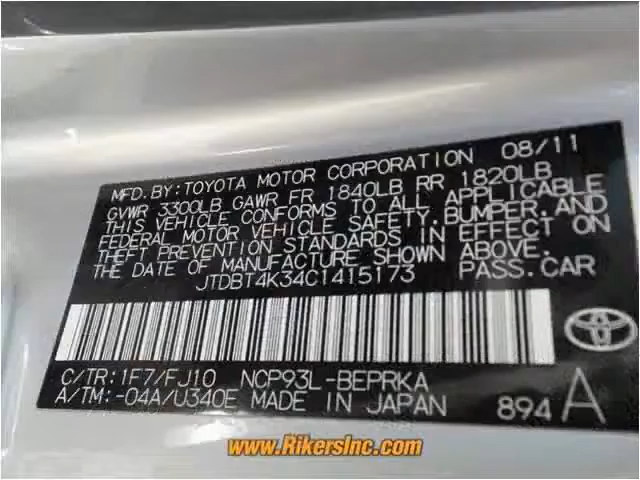 MFD. BY: TOYOTA MOTOR CORPORATION 08/11
GVWR 3300LB GAWR FR 1840LB RR 1820LB
THIS VEHICLE CONFORMS TO ALL APPLICABLE
FEDERAL MOTOR VEHICLE SAFETY, BUMPER, AND
THEFT PREVENTION STANDARDS IN EFFECT ON
THE DATE OF MANUFACTURE SHOWN ABOVE.
JTDBT4K34C1415173 PASS. CAR
C/TR: 1F7/FJ10 NCP93L-BEPRKA
A/TM: -04A/U340E MADE IN JAPAN 894 A
www.RikersInc.com